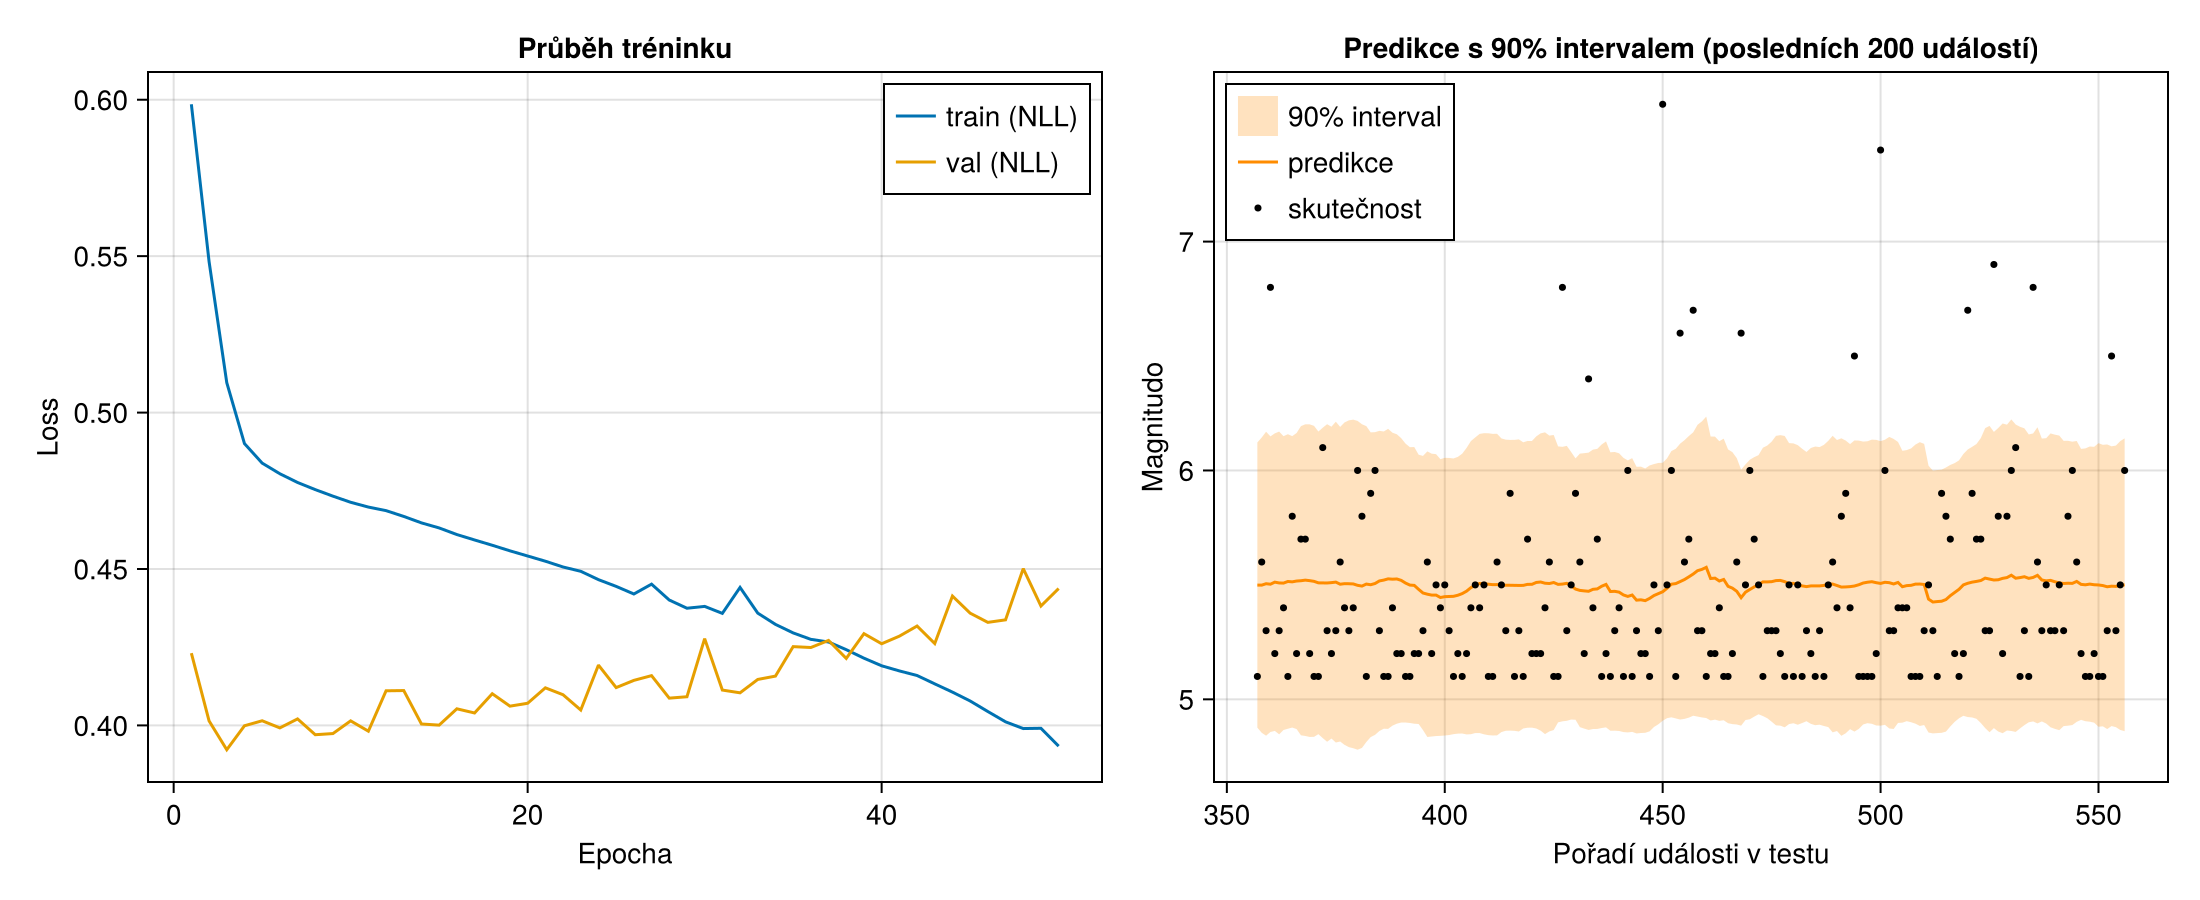 Průběh tréninku
0.60
0.55
0.50
0.45
0.40
Loss
0
20
40
Epocha
train (NLL)
val (NLL)
Predikce s 90% intervalem (posledních 200 událostí)
90% interval
predikce
skutečnost
7
6
5
Magnitudo
350
400
450
500
550
Pořadí události v testu